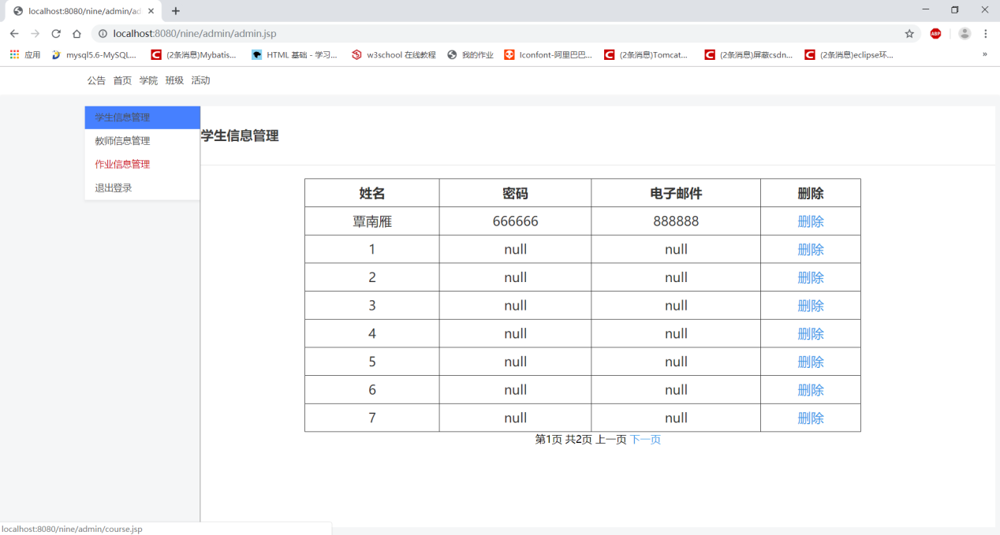 localhost:8080/nine/admin/ad
localhost:8080/nine/admin/admin.jsp
ABP
应用 mysql5.6-MySQL... (2条消息)Mybatis... HTML 基础 - 学习... w3school 在线教程 我的作业 Iconfont-阿里巴巴... (2条消息)Tomcat... (2条消息)屏蔽csdn... (2条消息)eclipse环... »
公告 首页 学院 班级 活动
学生信息管理
教师信息管理
作业信息管理
退出登录
学生信息管理
姓名 密码 电子邮件 删除
覃南雁 666666 888888 删除
1 null null 删除
2 null null 删除
3 null null 删除
4 null null 删除
5 null null 删除
6 null null 删除
7 null null 删除
第1页 共2页 上一页 下一页
localhost:8080/nine/admin/course.jsp